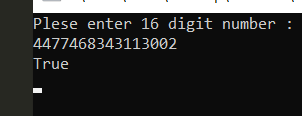 Plese enter 16 digit number :
4477468343113002
True